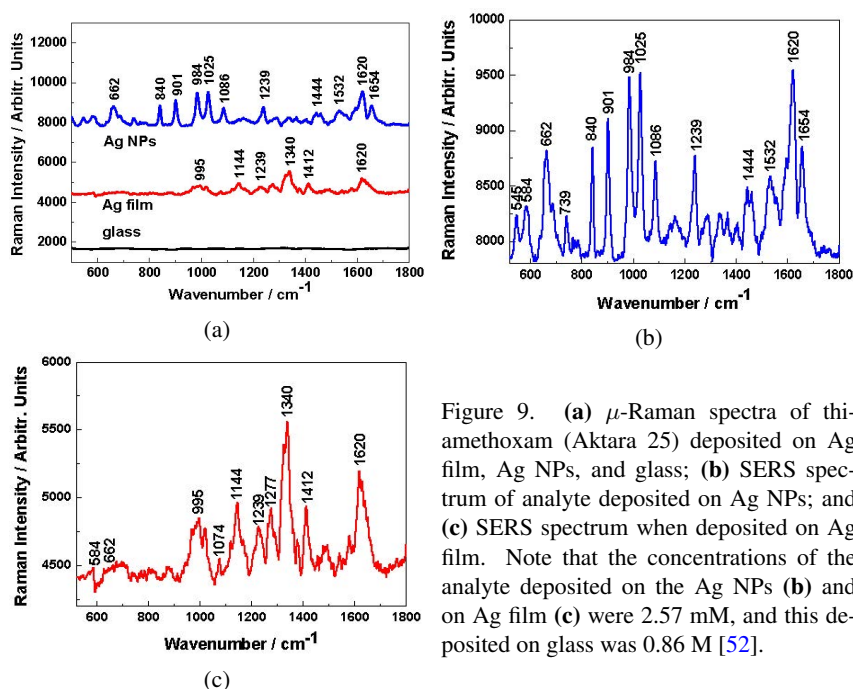 Raman Intensity / Arbitr. Units
12000
10000
8000
6000
4000
2000
662
840
901
984
1025
1086
1239
1444
1532
1620
1654
Ag NPs
995
1144
1239
1340
1412
1620
Ag film
glass
600 800 1000 1200 1400 1600 1800
Wavenumber / cm-1
(a)
Raman Intensity / Arbitr. Units
10000
9500
9000
8500
8000
545
584
662
739
840
901
984
1025
1086
1239
1444
1532
1620
1654
600 800 1000 1200 1400 1600 1800
Wavenumber / cm-1
(b)
Raman Intensity / Arbitr. Units
6000
5500
5000
4500
584
662
995
1074
1144
1239
1277
1340
1412
1620
600 800 1000 1200 1400 1600 1800
Wavenumber / cm-1
(c)
Figure 9. (a) μ-Raman spectra of thi-
amethoxam (Aktara 25) deposited on Ag
film, Ag NPs, and glass; (b) SERS spec-
trum of analyte deposited on Ag NPs; and
(c) SERS spectrum when deposited on Ag
film. Note that the concentrations of the
analyte deposited on the Ag NPs (b) and
on Ag film (c) were 2.57 mM, and this de-
posited on glass was 0.86 M [52].